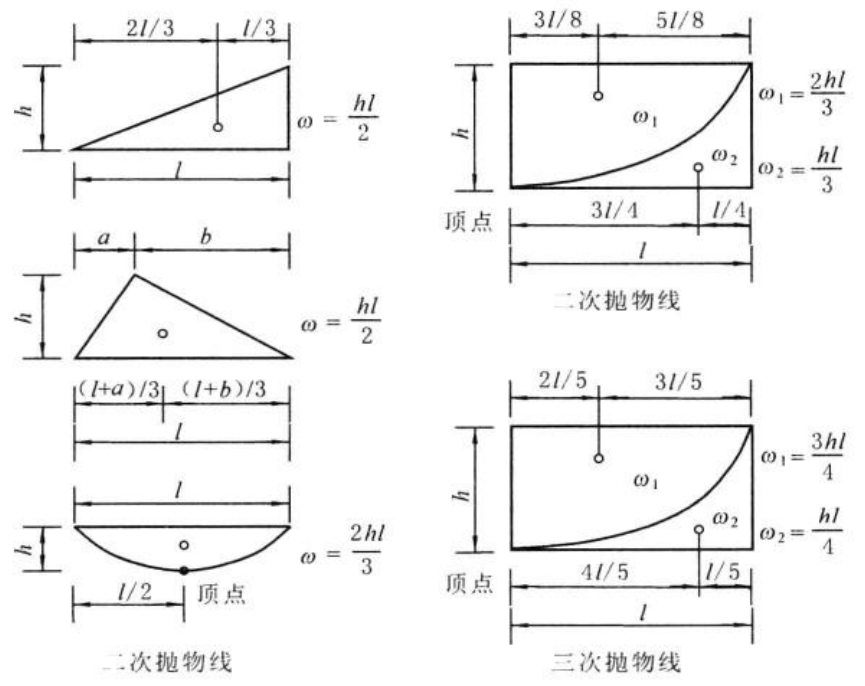 2l/3 l/3
h
ω = hl/2
l
a b
h
ω = hl/2
(l+a)/3 (l+b)/3
l
l
h
ω = 2hl/3
l/2 顶点
二次抛物线
3l/8 5l/8
h
ω₁
ω₁ = 2hl/3
ω₂
ω₂ = hl/3
顶点
3l/4 l/4
l
二次抛物线
2l/5 3l/5
h
ω₁
ω₁ = 3hl/4
ω₂
ω₂ = hl/4
顶点
4l/5 l/5
l
三次抛物线